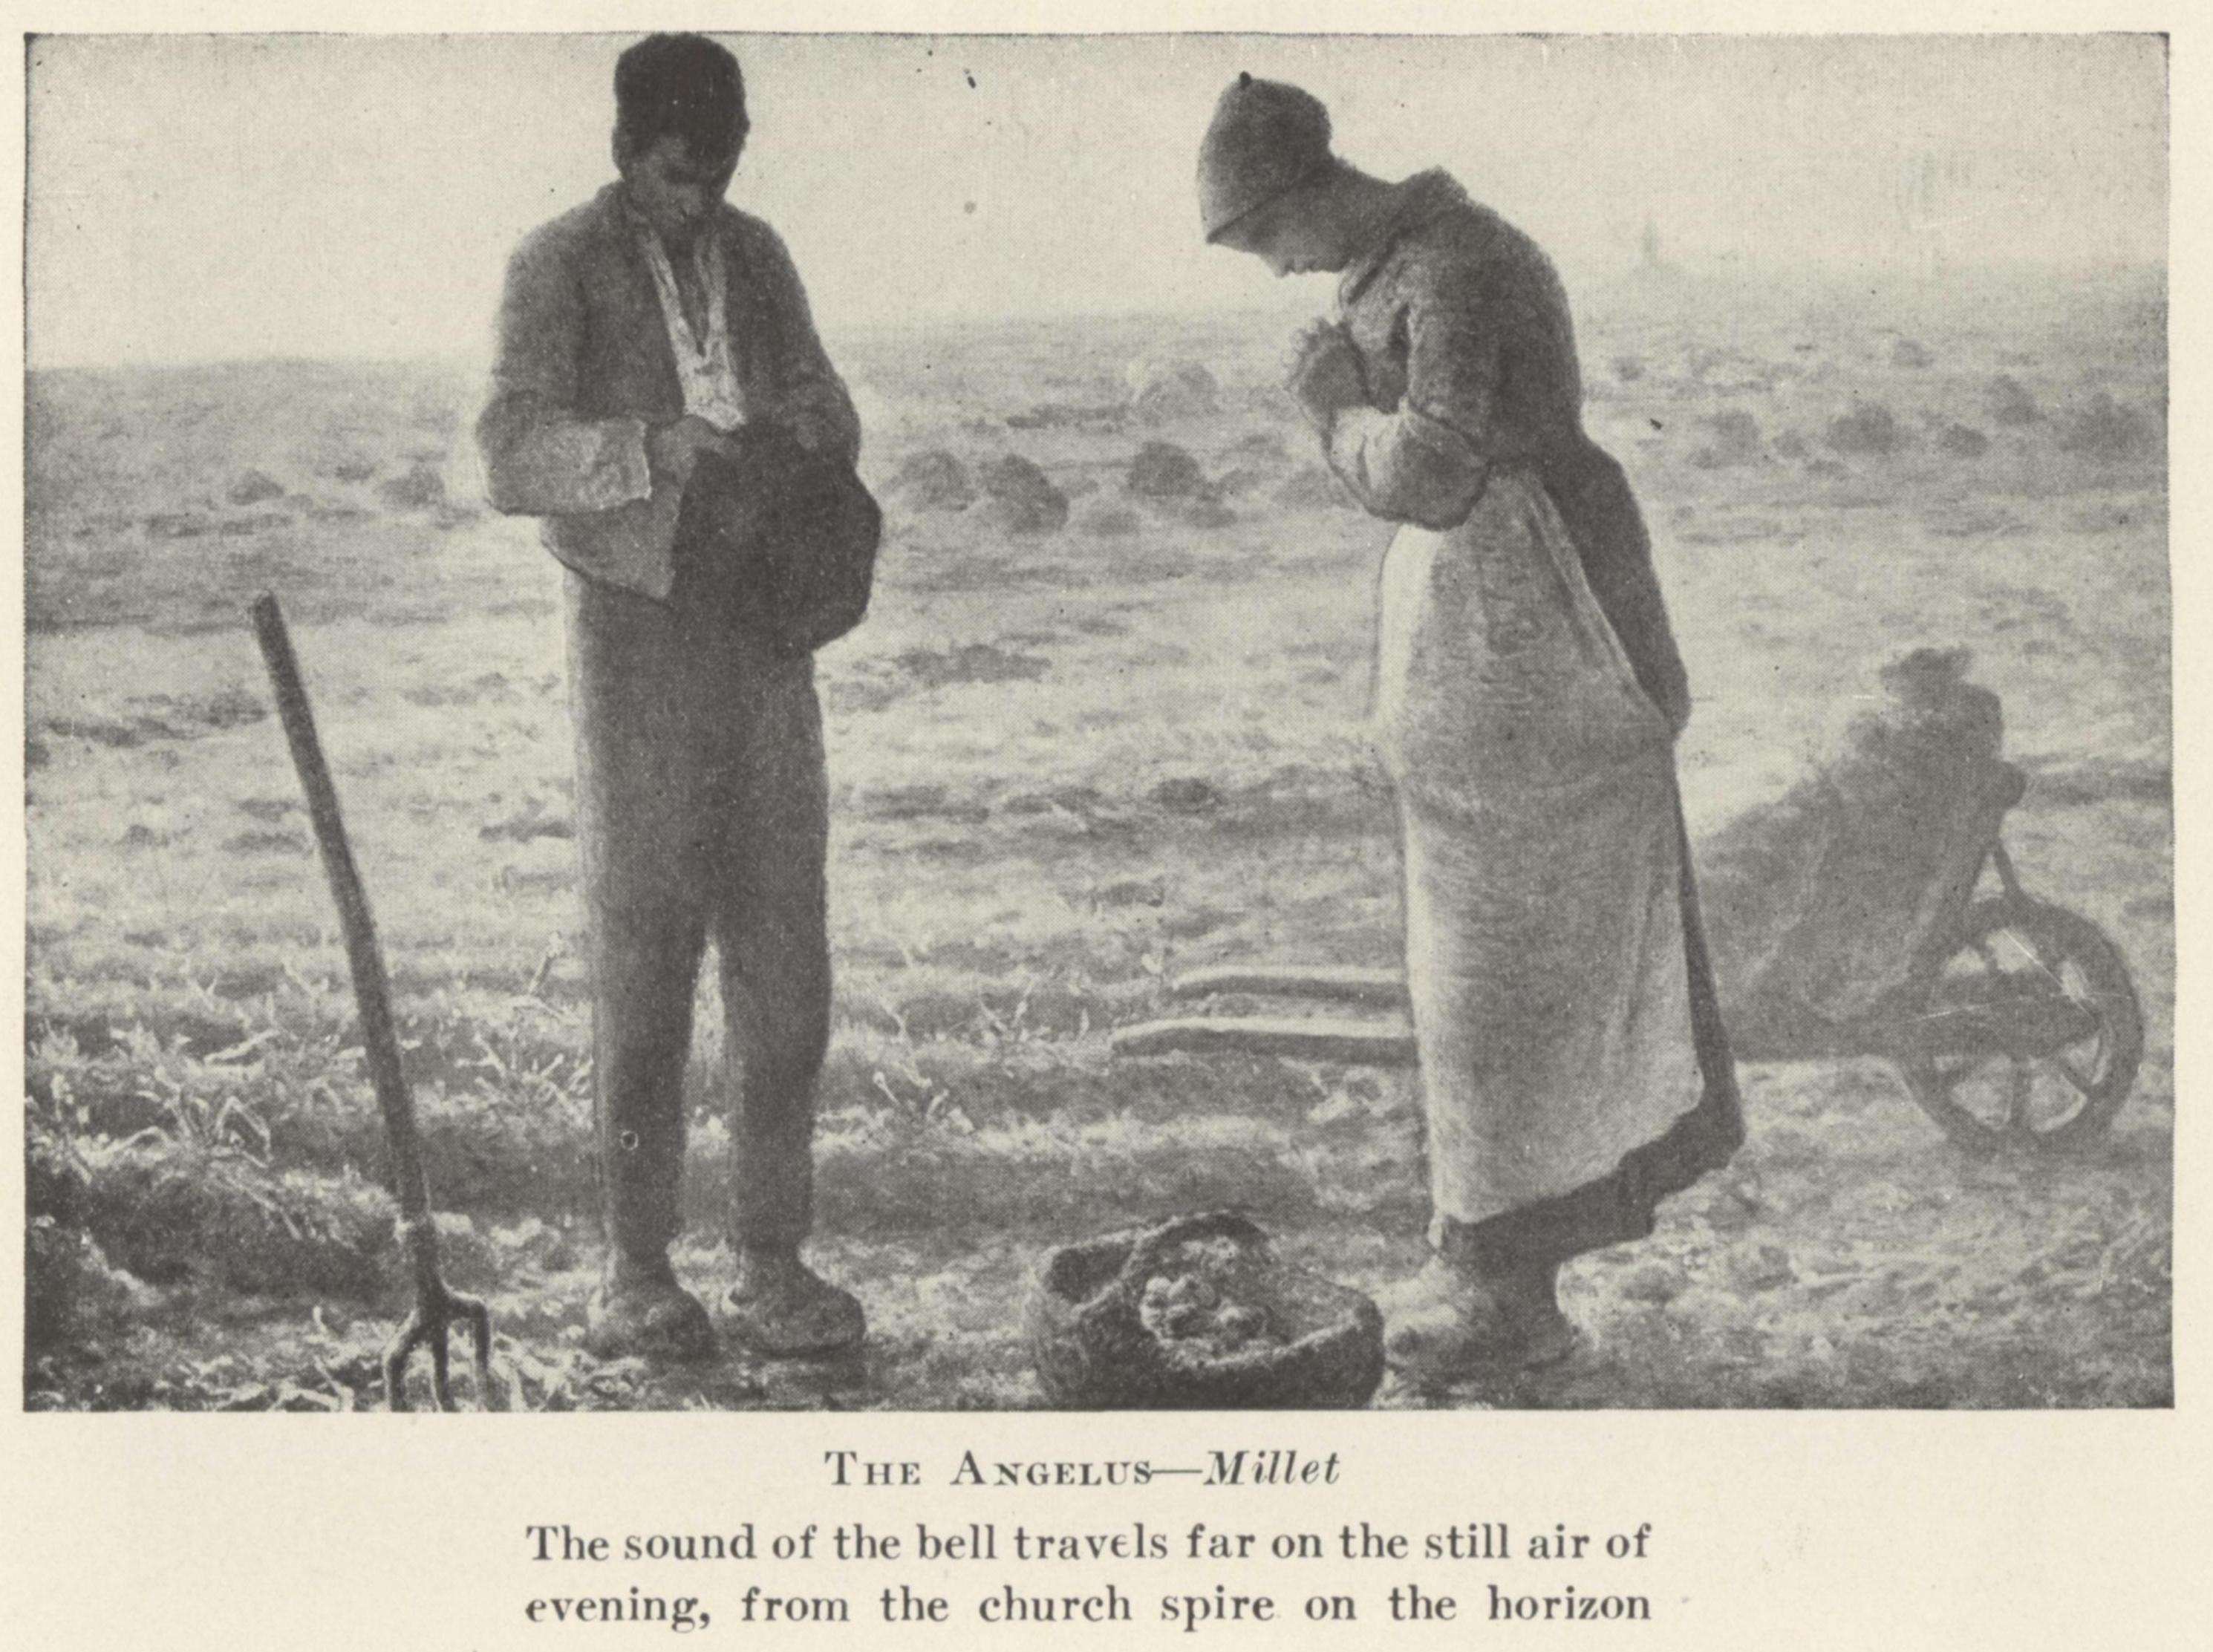 The Angelus—Millet
The sound of the bell travels far on the still air of
evening, from the church spire on the horizon